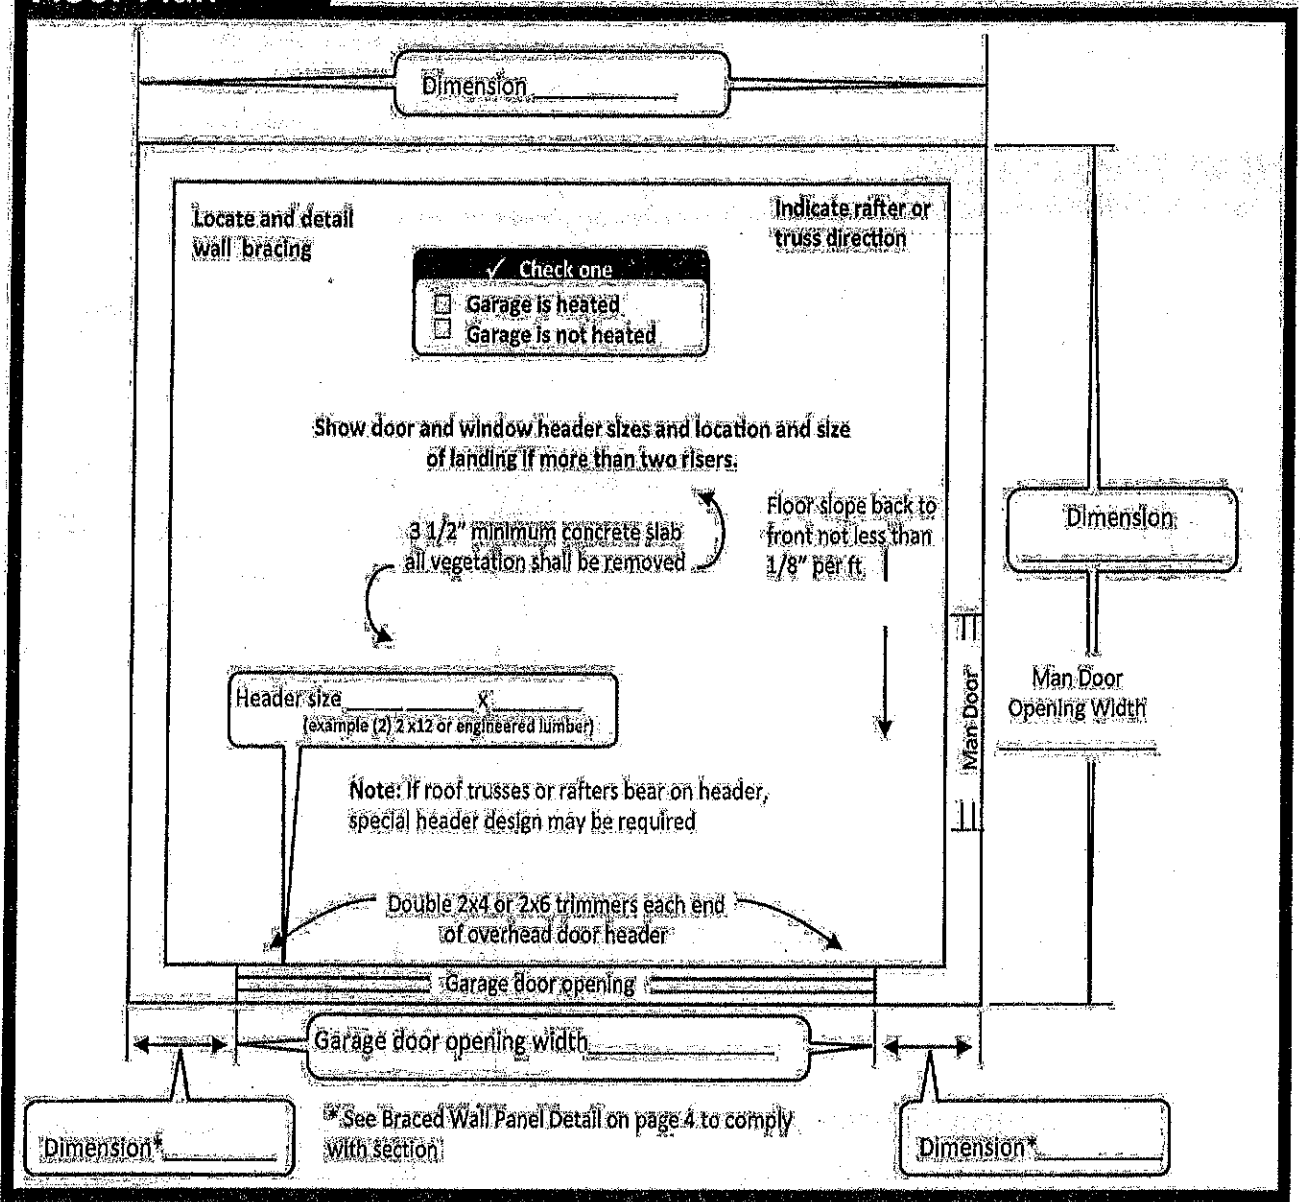 Dimension
Locate and detail
wall bracing
Indicate rafter or
truss direction
✓ Check one
☐ Garage is heated
☐ Garage is not heated
Show door and window header sizes and location and size
of landing if more than two risers.
3 1/2" minimum concrete slab
all vegetation shall be removed
Floor slope back to
front not less than
1/8" per ft
Dimension
Man Door
Man Door
Opening Width
Header size ____ ____ x ____
(example (2) 2 x12 or engineered lumber)
Note: If roof trusses or rafters bear on header,
special header design may be required
Double 2x4 or 2x6 trimmers each end
of overhead door header
Garage door opening
Garage door opening width
Dimension*
* See Braced Wall Panel Detail on page 4 to comply
with section
Dimension*